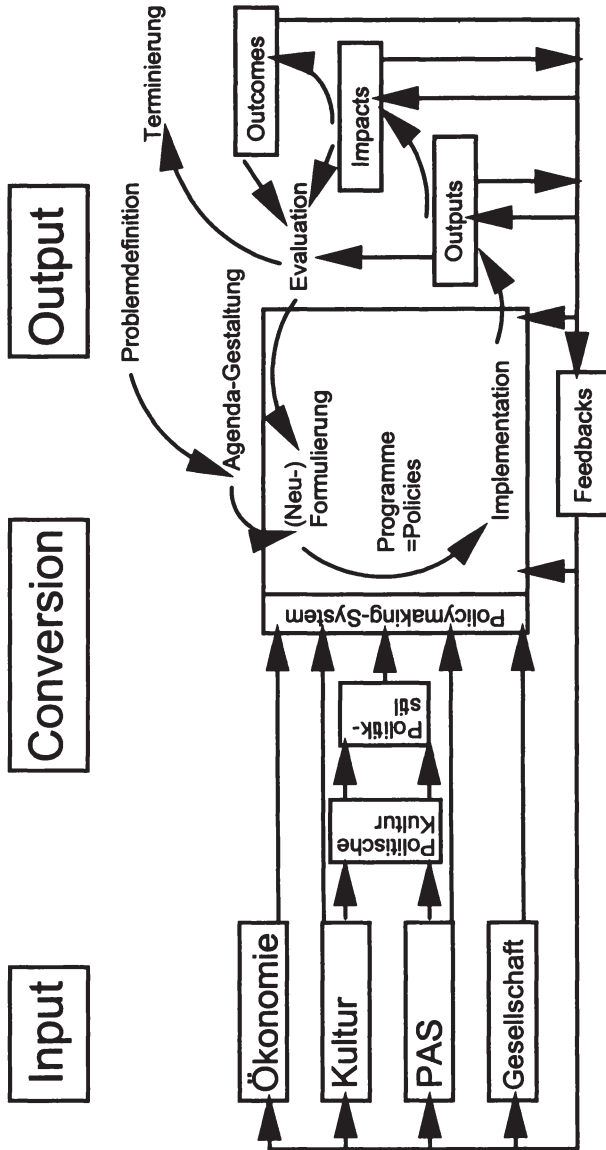 Input
Conversion
Output
Ökonomie
Kultur
PAS
Gesellschaft
Politische
Kultur
Politik-
stil
Policymaking-System
Problemdefinition
Agenda-Gestaltung
(Neu-)
Formulierung
Programme
=Policies
Implementation
Terminierung
Evaluation
Outcomes
Impacts
Outputs
Feedbacks